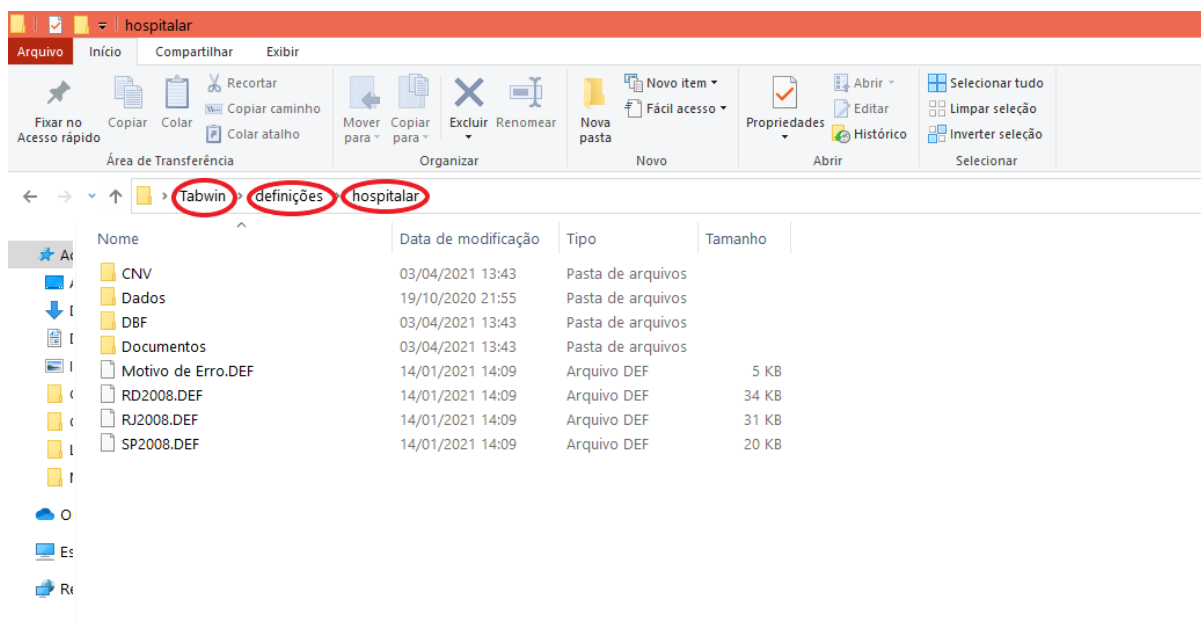 hospitalar
Arquivo Início Compartilhar Exibir
Fixar no Acesso rápido
Copiar
Colar
Recortar
Copiar caminho
Colar atalho
Mover para
Copiar para
Excluir
Renomear
Nova pasta
Novo item
Fácil acesso
Propriedades
Abrir
Editar
Histórico
Selecionar tudo
Limpar seleção
Inverter seleção
Área de Transferência Organizar Novo Abrir Selecionar
Tabwin definições hospitalar
Nome Data de modificação Tipo Tamanho
CNV 03/04/2021 13:43 Pasta de arquivos
Dados 19/10/2020 21:55 Pasta de arquivos
DBF 03/04/2021 13:43 Pasta de arquivos
Documentos 03/04/2021 13:43 Pasta de arquivos
Motivo de Erro.DEF 14/01/2021 14:09 Arquivo DEF 5 KB
RD2008.DEF 14/01/2021 14:09 Arquivo DEF 34 KB
RJ2008.DEF 14/01/2021 14:09 Arquivo DEF 31 KB
SP2008.DEF 14/01/2021 14:09 Arquivo DEF 20 KB